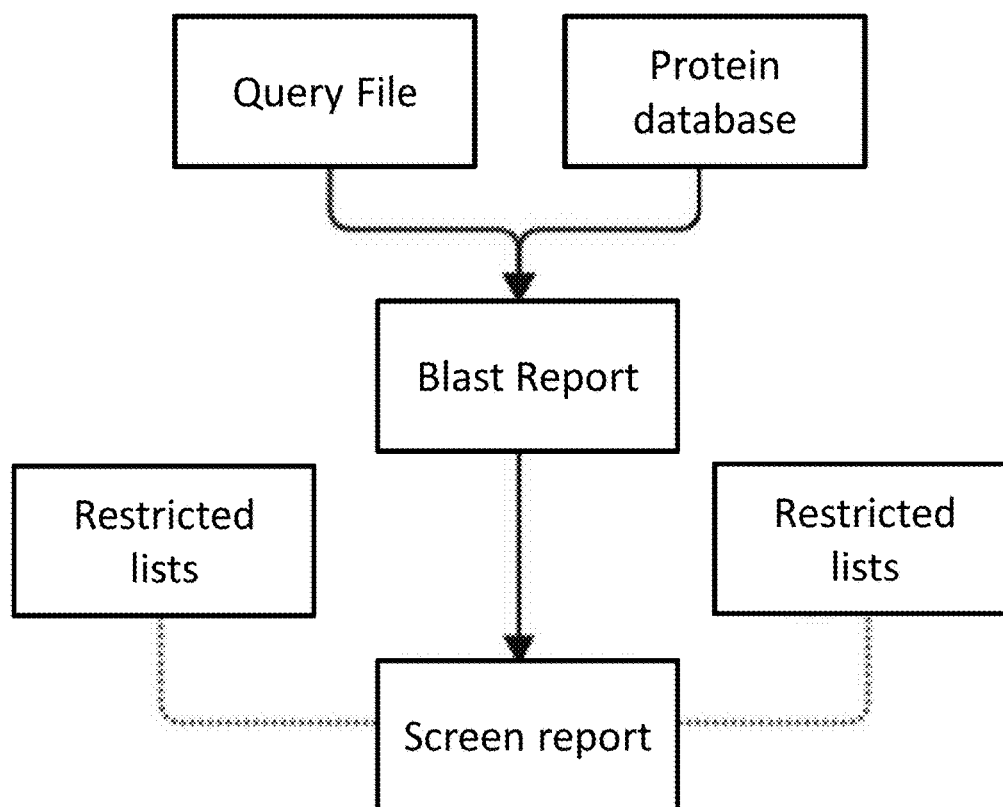 Query File
Protein
database
Blast Report
Restricted
lists
Restricted
lists
Screen report